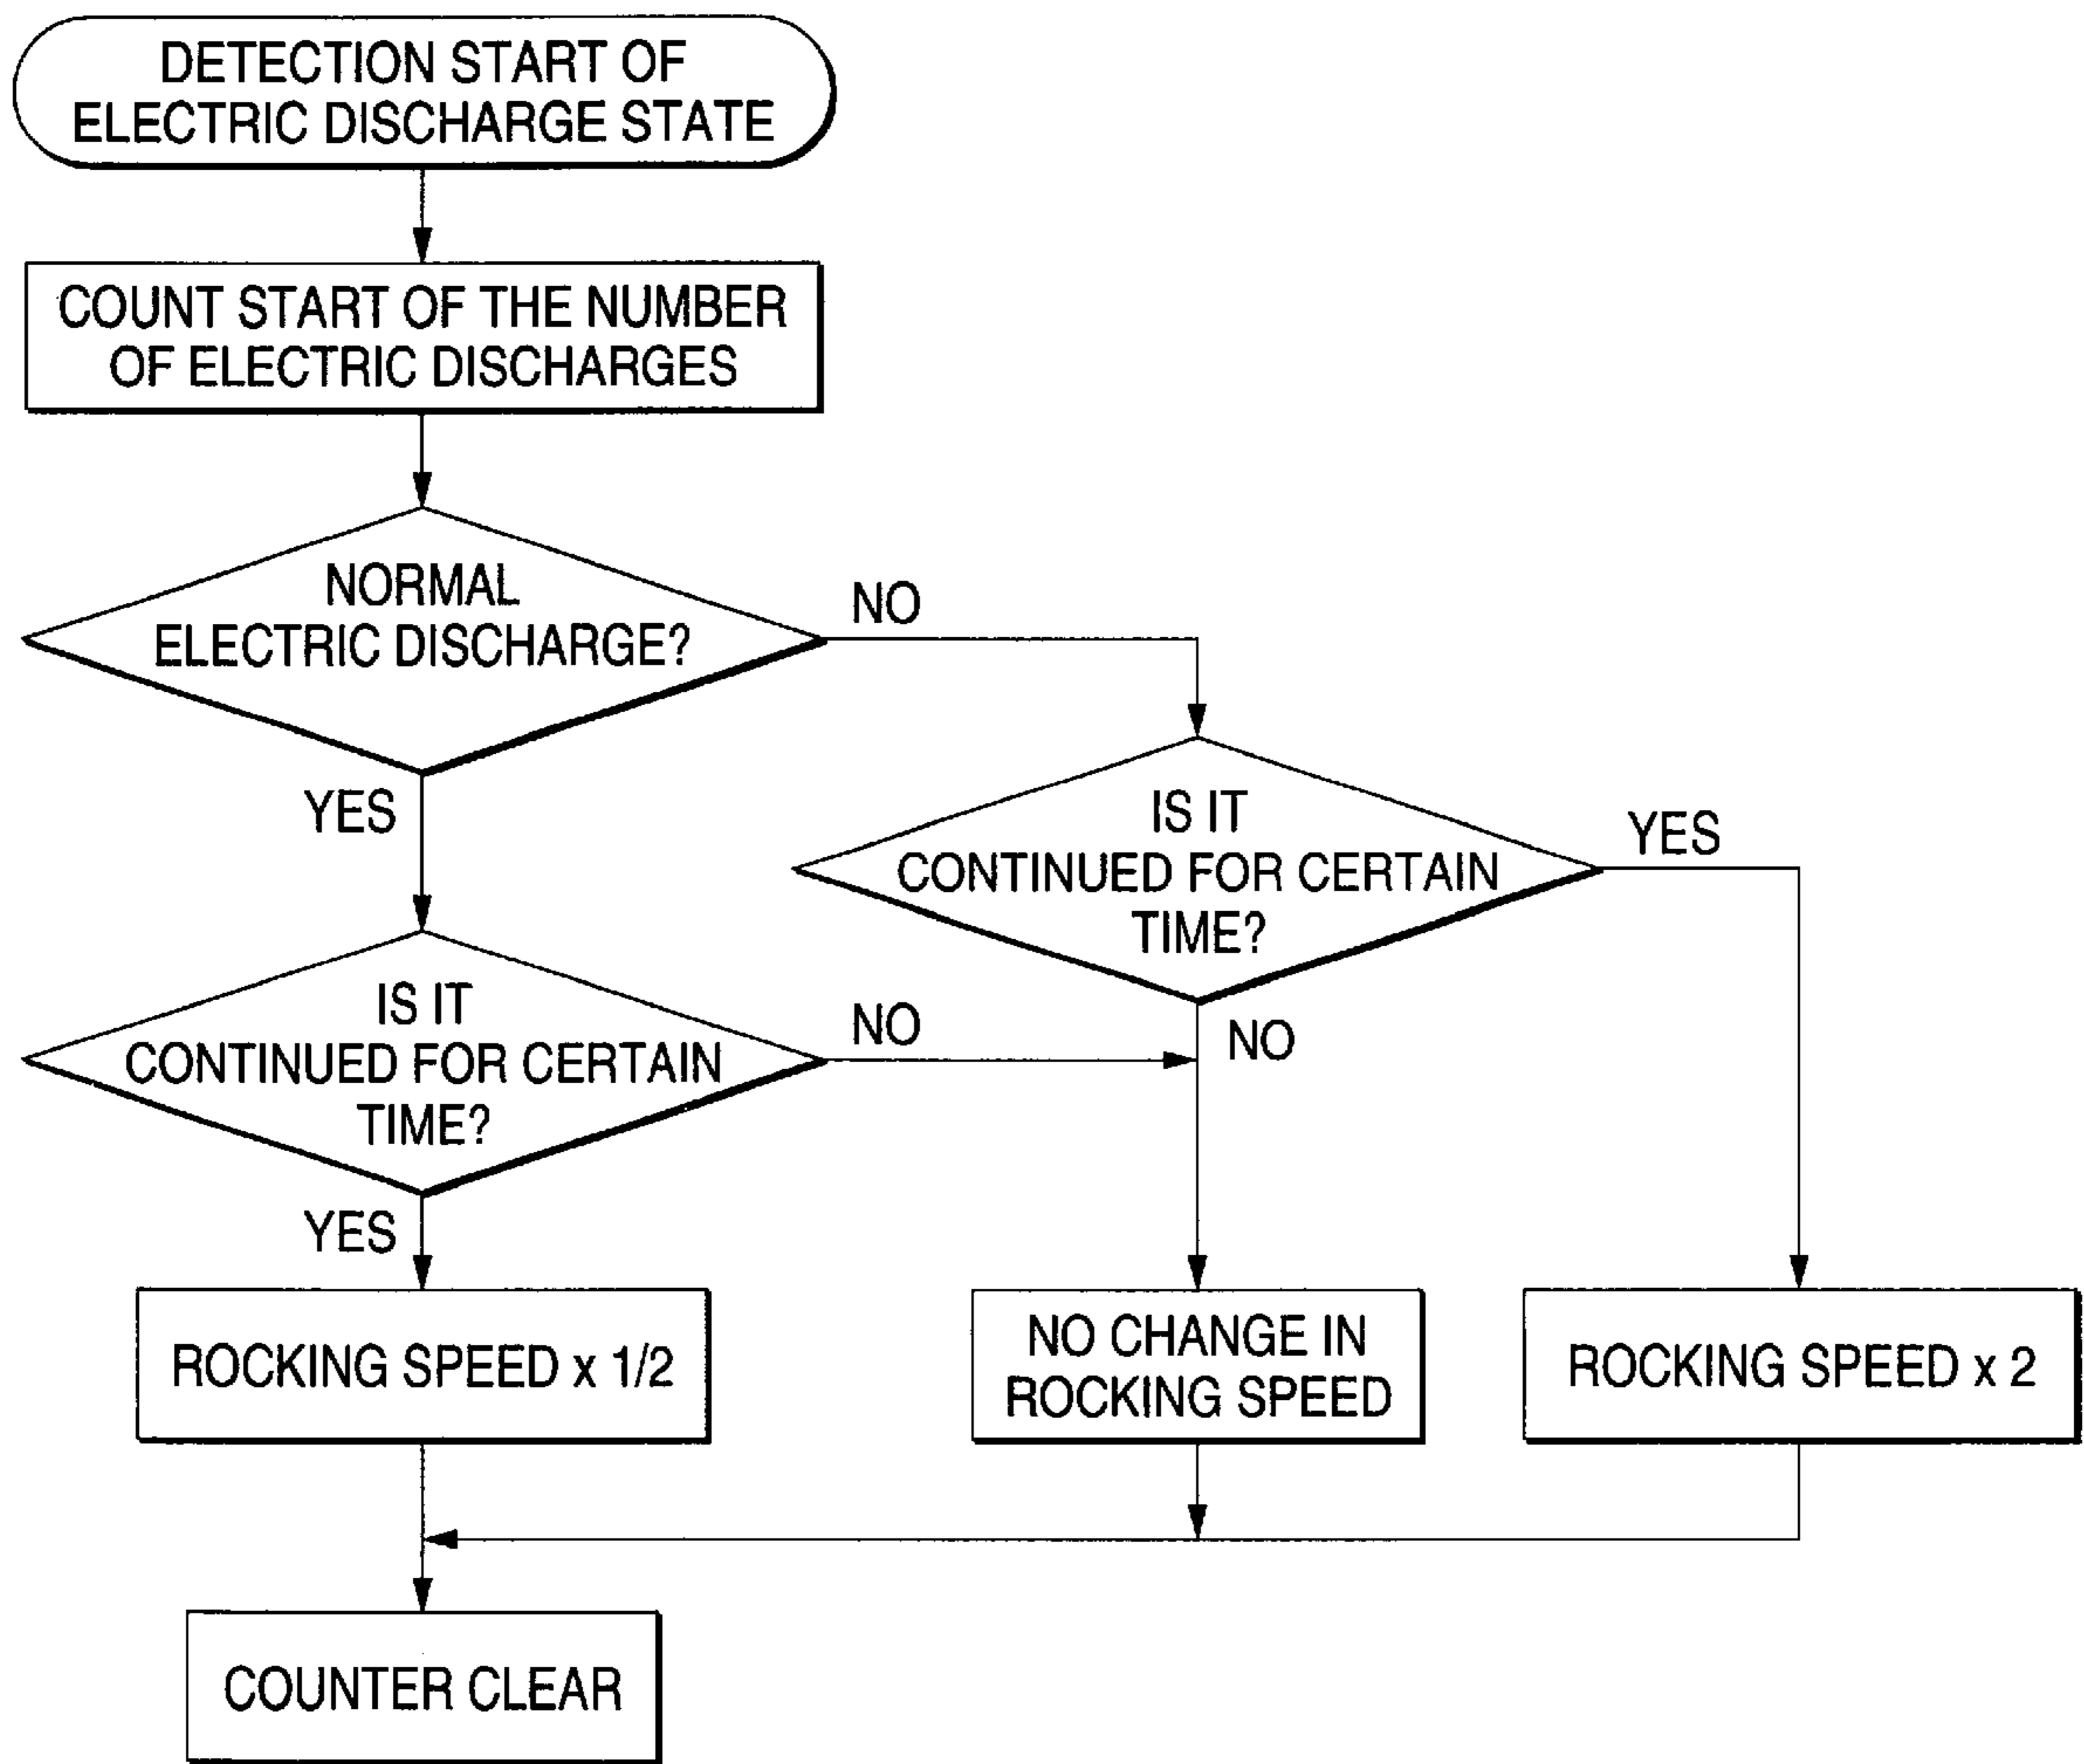 DETECTION START OF
ELECTRIC DISCHARGE STATE
COUNT START OF THE NUMBER
OF ELECTRIC DISCHARGES
NORMAL
ELECTRIC DISCHARGE?
NO
YES
IS IT
CONTINUED FOR CERTAIN
TIME?
YES
NO
IS IT
CONTINUED FOR CERTAIN
TIME?
NO
YES
ROCKING SPEED x 1/2
NO CHANGE IN
ROCKING SPEED
ROCKING SPEED x 2
COUNTER CLEAR